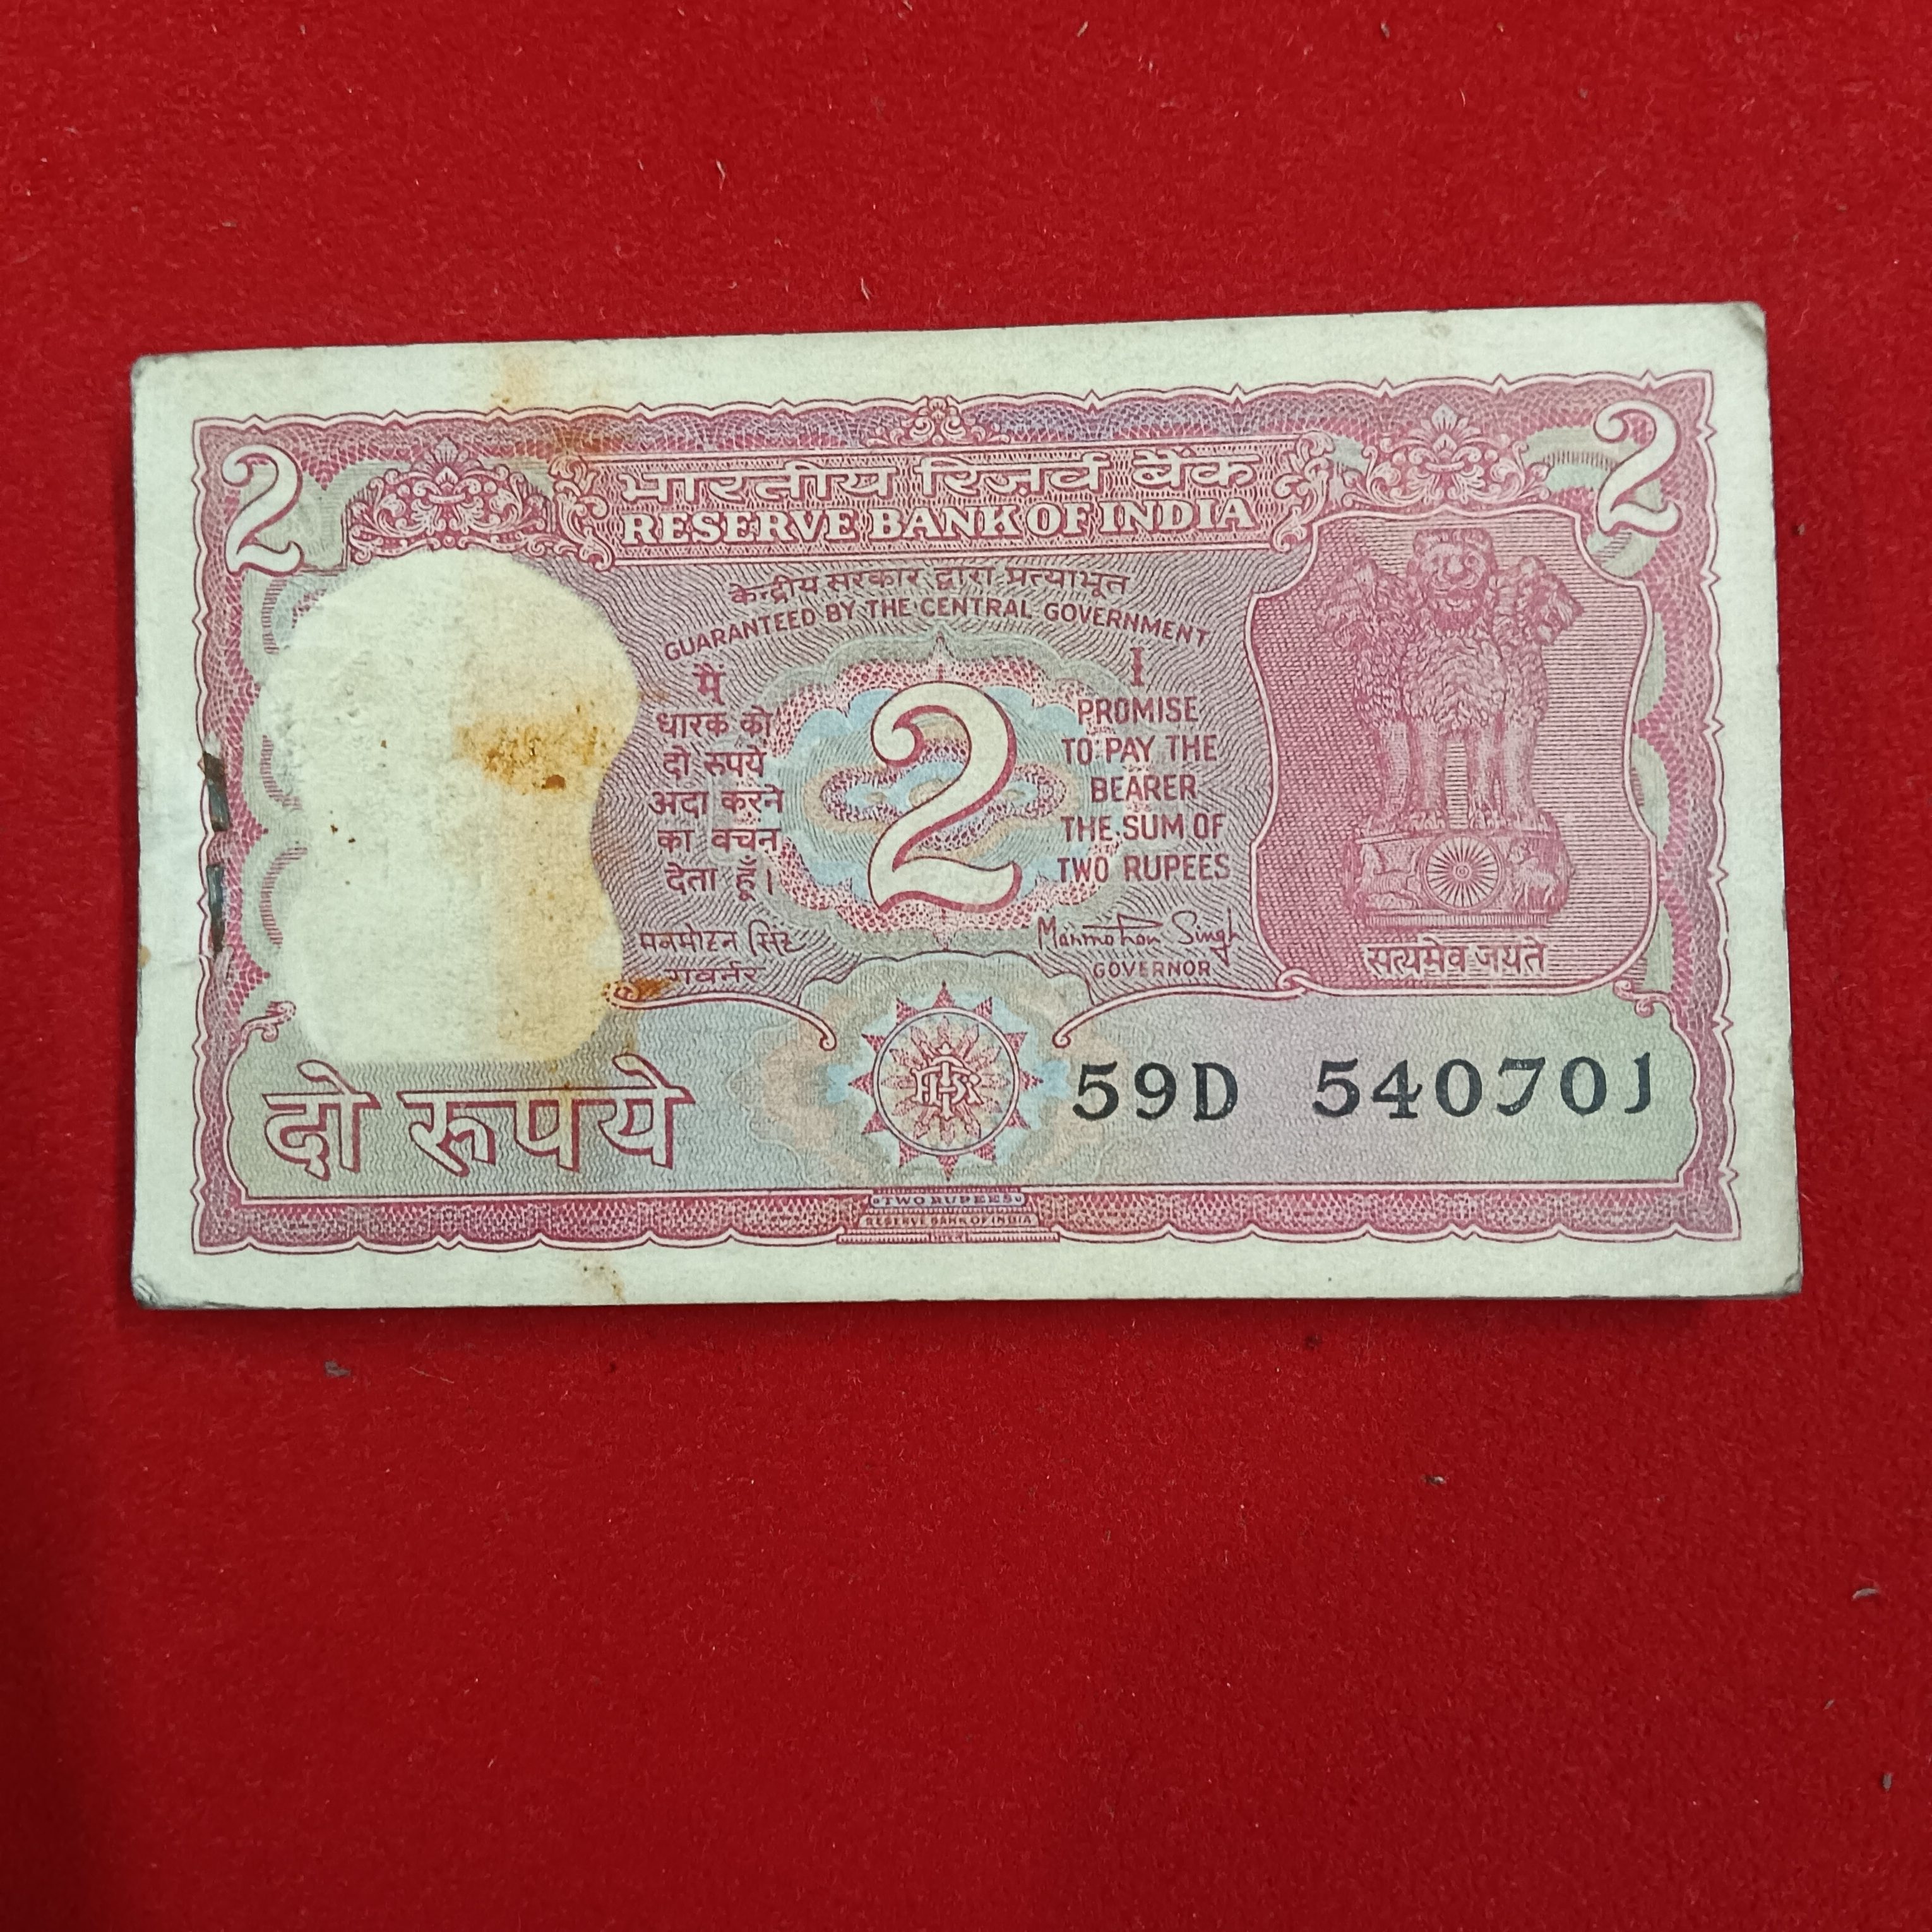 2 2
भारतीय रिज़र्व बैंक
RESERVE BANK OF INDIA
केन्द्रीय सरकार द्वारा प्रत्याभूत
GUARANTEED BY THE CENTRAL GOVERNMENT
मैं
धारक को
दो रुपये
अदा करने
का वचन
देता हूँ।
मनमोहन सिंह
गवर्नर
2
I
PROMISE
TO PAY THE
BEARER
THE SUM OF
TWO RUPEES
Manmohan Singh
GOVERNOR
सत्यमेव जयते
दो रुपये
59D 540701
TWO RUPEES
RESERVE BANK OF INDIA